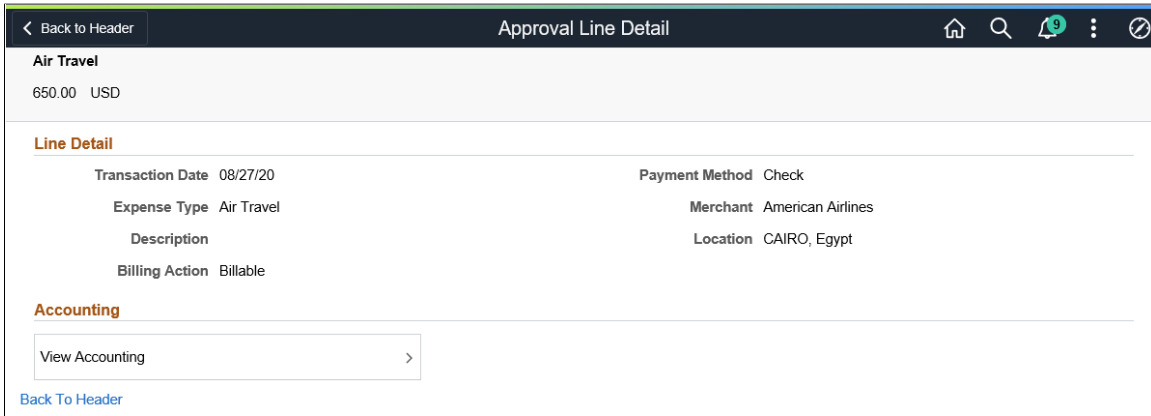 Back to Header
Approval Line Detail
9
Air Travel
650.00 USD
Line Detail
Transaction Date 08/27/20
Payment Method Check
Expense Type Air Travel
Merchant American Airlines
Description
Location CAIRO, Egypt
Billing Action Billable
Accounting
View Accounting
Back To Header